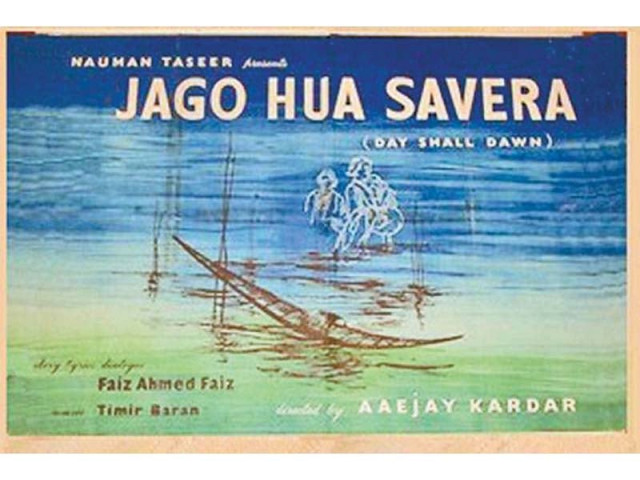 NAUMAN TASEER presents
JAGO HUA SAVERA
(DAY SHALL DAWN)
story lyrics dialogue
Faiz Ahmed Faiz
Timir Baran
directed by AAEJAY KARDAR